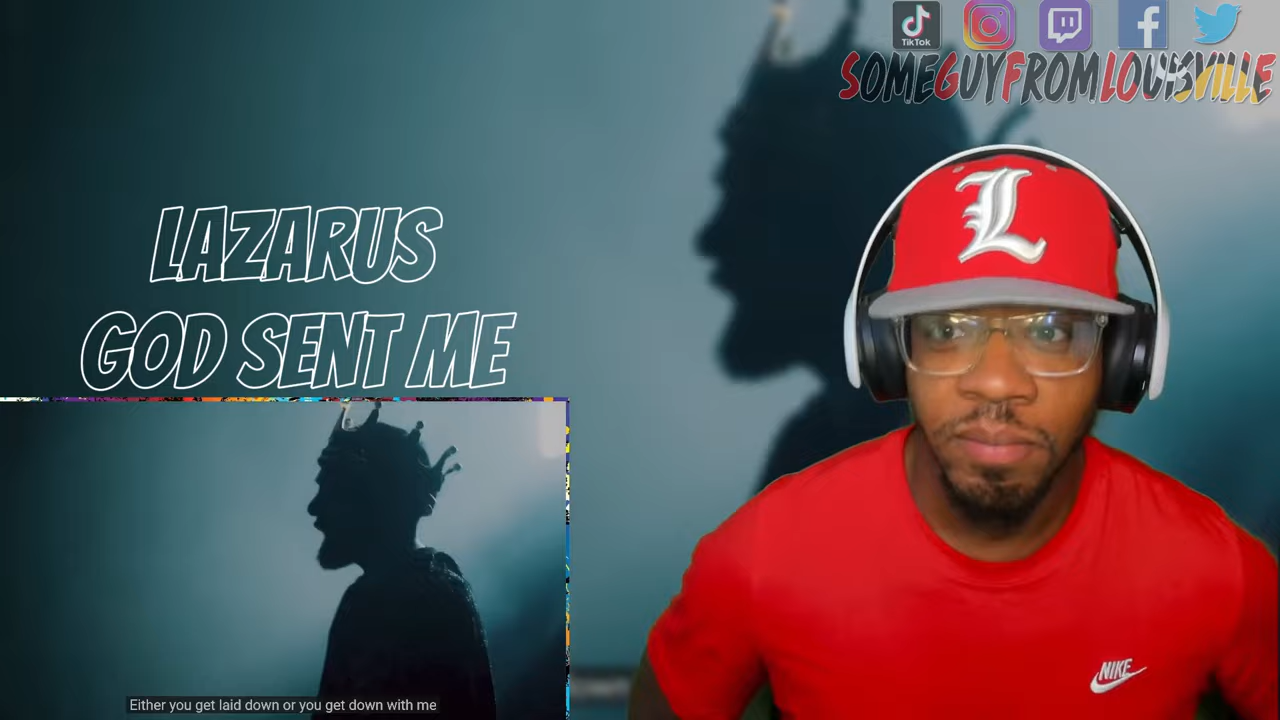 TikTok
SOMEGUYFROMLOUISVILLE
L
LAZARUS
GOD SENT ME
NIKE
Either you get laid down or you get down with me